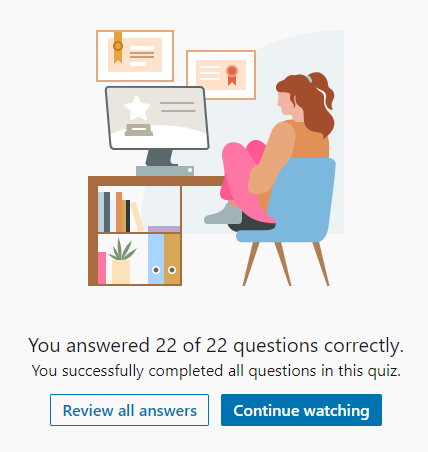 You answered 22 of 22 questions correctly.
You successfully completed all questions in this quiz.
Review all answers
Continue watching